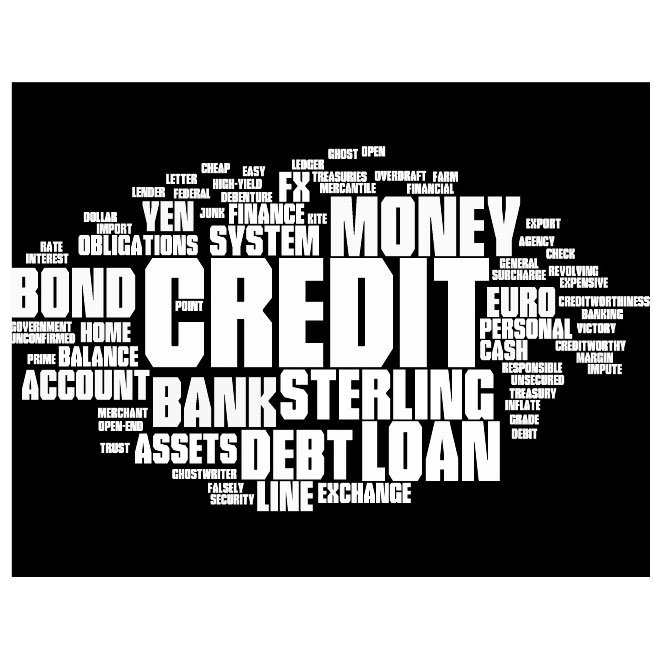 GHOST OPEN
LEDGER
CHEAP EASY
TREASURIES OVERDRAFT FARM
LETTER HIGH-YIELD FX MERCANTILE FINANCIAL
LENDER FEDERAL DEBENTURE
YEN JUNK FINANCE KITE MONEY
DOLLAR
IMPORT
EXPORT
OBLIGATIONS SYSTEM
AGENCY
RATE
INTEREST
CHECK
GENERAL
SURCHARGE REVOLVING
EXPENSIVE
BOND CREDIT
POINT
EURO CREDITWORTHINESS
BANKING
GOVERNMENT
UNCONFIRMED HOME
PERSONAL VICTORY
PRIME BALANCE
CASH CREDITWORTHY
MARGIN
IMPUTE
RESPONSIBLE
UNSECURED
ACCOUNT BANK STERLING
TREASURY
INFLATE
MERCHANT
OPEN-END
GRADE
DEBIT
TRUST ASSETS DEBT LOAN
GHOSTWRITER
FALSELY
SECURITY LINE EXCHANGE